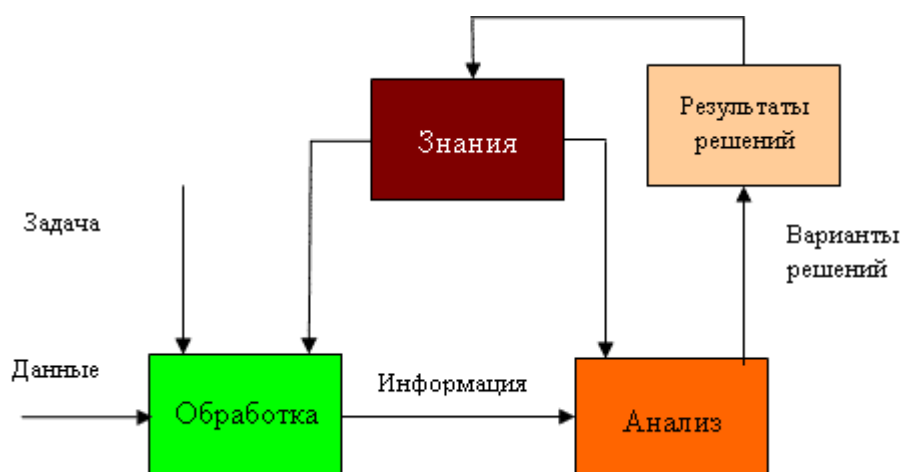 Результаты
решений
Знания
Задача
Варианты
решений
Данные
Информация
Обработка
Анализ